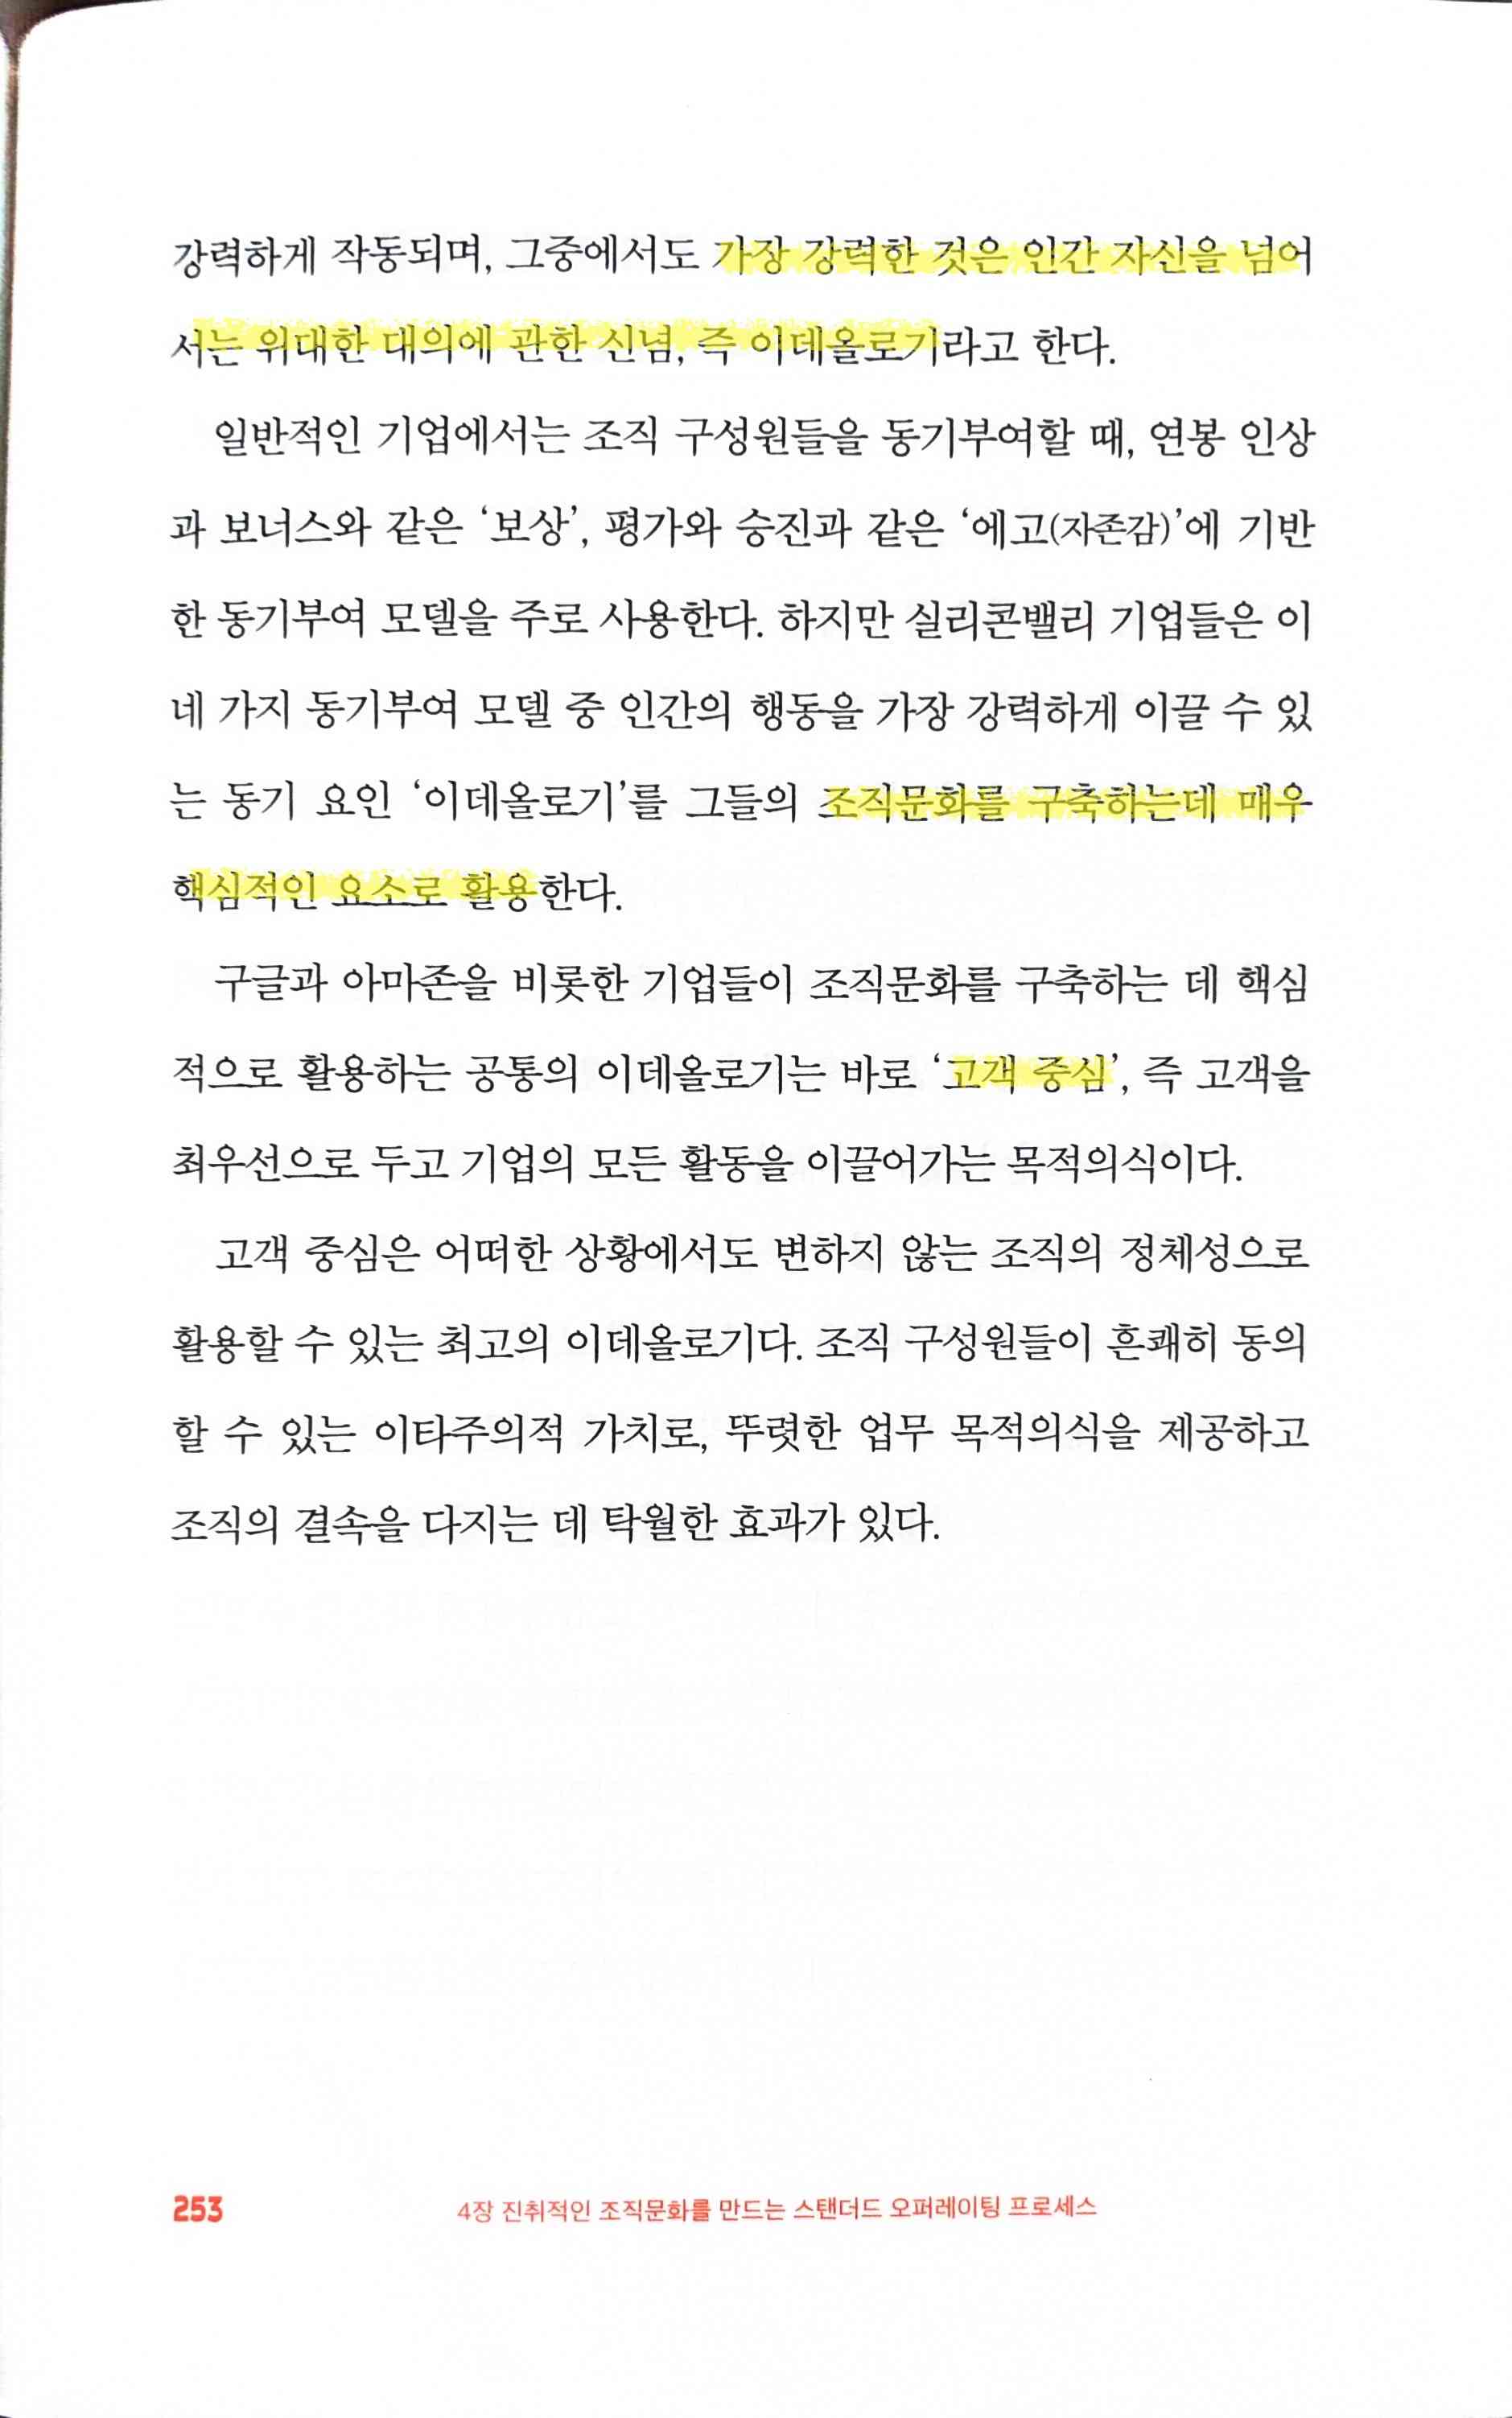 강력하게 작동되며, 그중에서도 가장 강력한 것은 인간 자신을 넘어
서는 위대한 대의에 관한 신념, 즉 이데올로기라고 한다.
일반적인 기업에서는 조직 구성원들을 동기부여할 때, 연봉 인상
과 보너스와 같은 ‘보상’, 평가와 승진과 같은 ‘에고(자존감)’에 기반
한 동기부여 모델을 주로 사용한다. 하지만 실리콘밸리 기업들은 이
네 가지 동기부여 모델 중 인간의 행동을 가장 강력하게 이끌 수 있
는 동기 요인 ‘이데올로기’를 그들의 조직문화를 구축하는데 매우
핵심적인 요소로 활용한다.
구글과 아마존을 비롯한 기업들이 조직문화를 구축하는 데 핵심
적으로 활용하는 공통의 이데올로기는 바로 ‘고객 중심’, 즉 고객을
최우선으로 두고 기업의 모든 활동을 이끌어가는 목적의식이다.
고객 중심은 어떠한 상황에서도 변하지 않는 조직의 정체성으로
활용할 수 있는 최고의 이데올로기다. 조직 구성원들이 흔쾌히 동의
할 수 있는 이타주의적 가치로, 뚜렷한 업무 목적의식을 제공하고
조직의 결속을 다지는 데 탁월한 효과가 있다.
253 4장 진취적인 조직문화를 만드는 스탠더드 오퍼레이팅 프로세스